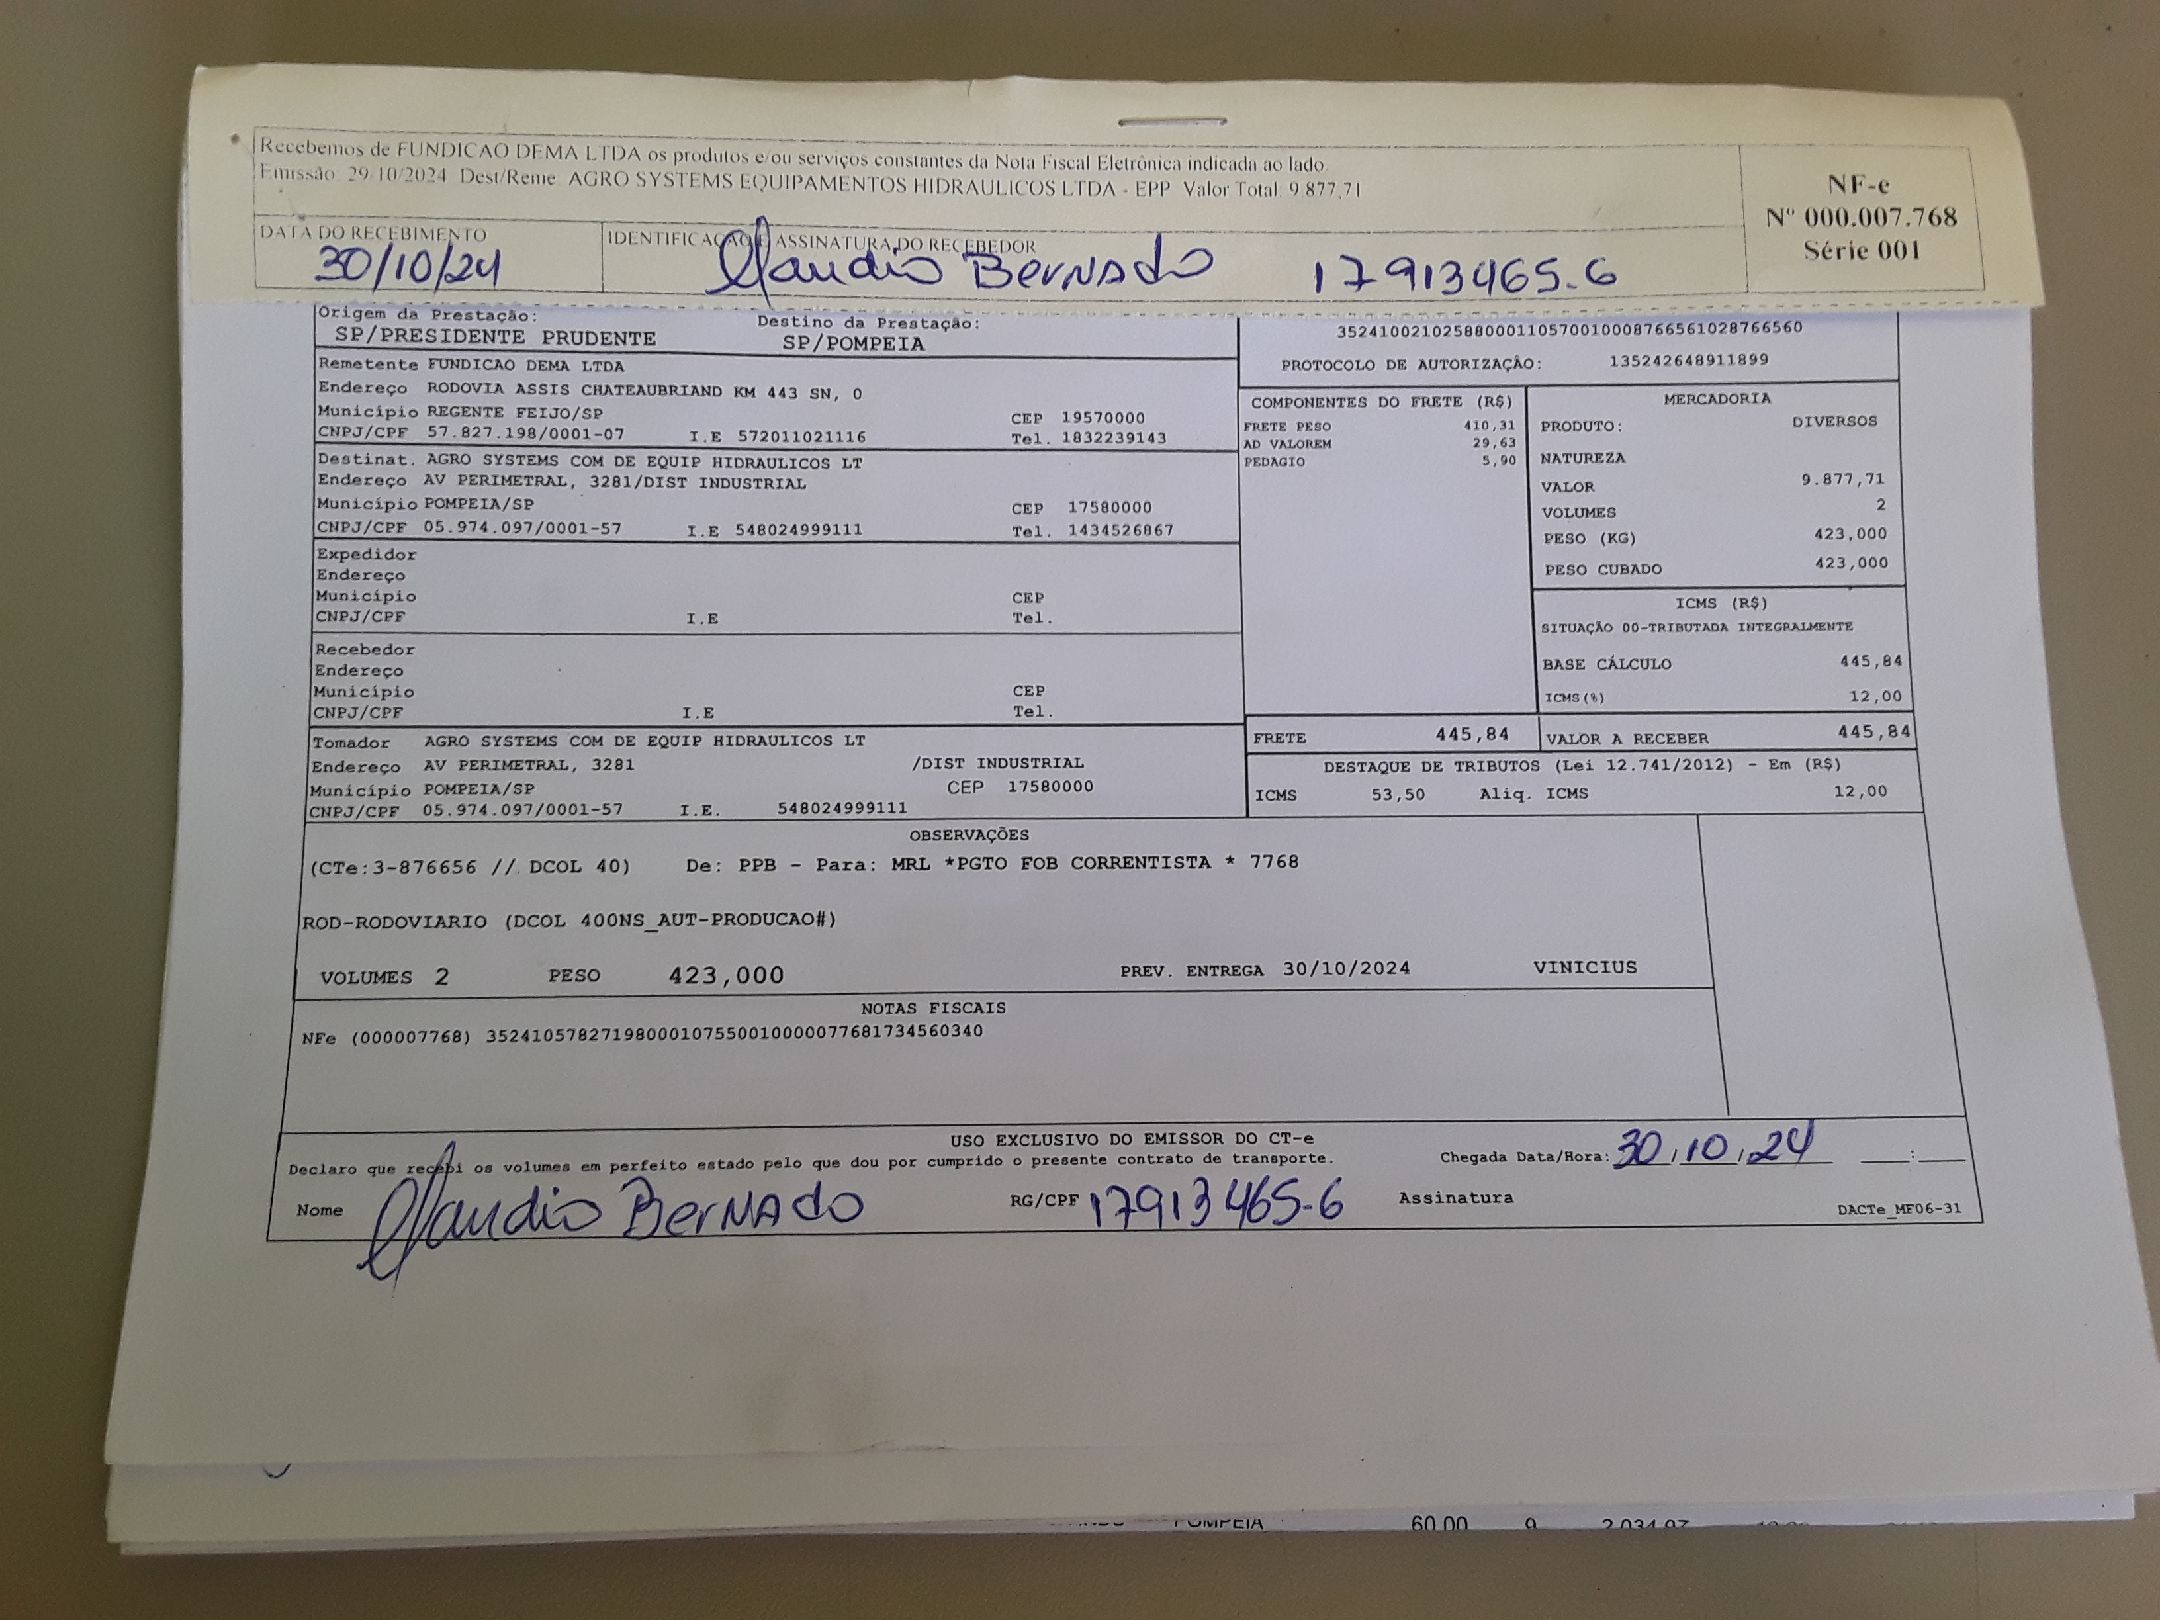 Recebemos de FUNDICAO DEMA LTDA os produtos e/ou serviços constantes da Nota Fiscal Eletrônica indicada ao lado.
Emissão: 29/10/2024 Dest/Reme: AGRO SYSTEMS EQUIPAMENTOS HIDRAULICOS LTDA - EPP Valor Total: 9.877,71
NF-e
Nº 000.007.768
Série 001
DATA DO RECEBIMENTO
30/10/24
IDENTIFICAÇÃO E ASSINATURA DO RECEBEDOR
Claudio Bernado 17913465-6
Origem da Prestação:
SP/PRESIDENTE PRUDENTE
Destino da Prestação:
SP/POMPEIA
35241002102588000110570010008766561028766560
PROTOCOLO DE AUTORIZAÇÃO: 135242648911899
Remetente FUNDICAO DEMA LTDA
Endereço RODOVIA ASSIS CHATEAUBRIAND KM 443 SN, 0
Município REGENTE FEIJO/SP CEP 19570000
CNPJ/CPF 57.827.198/0001-07 I.E 572011021116 Tel. 1832239143
Destinat. AGRO SYSTEMS COM DE EQUIP HIDRAULICOS LT
Endereço AV PERIMETRAL, 3281/DIST INDUSTRIAL
Município POMPEIA/SP CEP 17580000
CNPJ/CPF 05.974.097/0001-57 I.E 548024999111 Tel. 1434526867
Expedidor
Endereço
Município CEP
CNPJ/CPF I.E Tel.
Recebedor
Endereço
Município CEP
CNPJ/CPF I.E Tel.
Tomador AGRO SYSTEMS COM DE EQUIP HIDRAULICOS LT
Endereço AV PERIMETRAL, 3281 /DIST INDUSTRIAL
Município POMPEIA/SP CEP 17580000
CNPJ/CPF 05.974.097/0001-57 I.E. 548024999111
COMPONENTES DO FRETE (R$)
FRETE PESO 410,31
AD VALOREM 29,63
PEDAGIO 5,90
MERCADORIA
PRODUTO: DIVERSOS
NATUREZA
VALOR 9.877,71
VOLUMES 2
PESO (KG) 423,000
PESO CUBADO 423,000
ICMS (R$)
SITUAÇÃO 00-TRIBUTADA INTEGRALMENTE
BASE CÁLCULO 445,84
ICMS(%) 12,00
FRETE 445,84 VALOR A RECEBER 445,84
DESTAQUE DE TRIBUTOS (Lei 12.741/2012) - Em (R$)
ICMS 53,50 Aliq. ICMS 12,00
OBSERVAÇÕES
(CTe:3-876656 // DCOL 40) De: PPB - Para: MRL *PGTO FOB CORRENTISTA * 7768
ROD-RODOVIARIO (DCOL 400NS_AUT-PRODUCAO#)
VOLUMES 2 PESO 423,000 PREV. ENTREGA 30/10/2024 VINICIUS
NOTAS FISCAIS
NFe (000007768) 35241057827198000107550010000077681734560340
USO EXCLUSIVO DO EMISSOR DO CT-e
Declaro que recebi os volumes em perfeito estado pelo que dou por cumprido o presente contrato de transporte. Chegada Data/Hora: 30/10/24 __:__
Nome Claudio Bernado RG/CPF 17913465-6 Assinatura
DACTe_MF06-31
POMPEIA 60,00 9 2.034,97